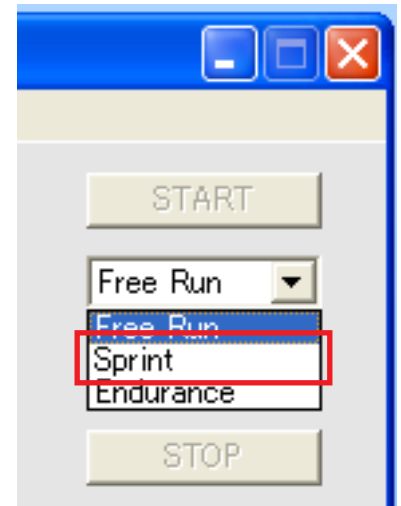 START
Free Run
Free Run
Sprint
Endurance
STOP